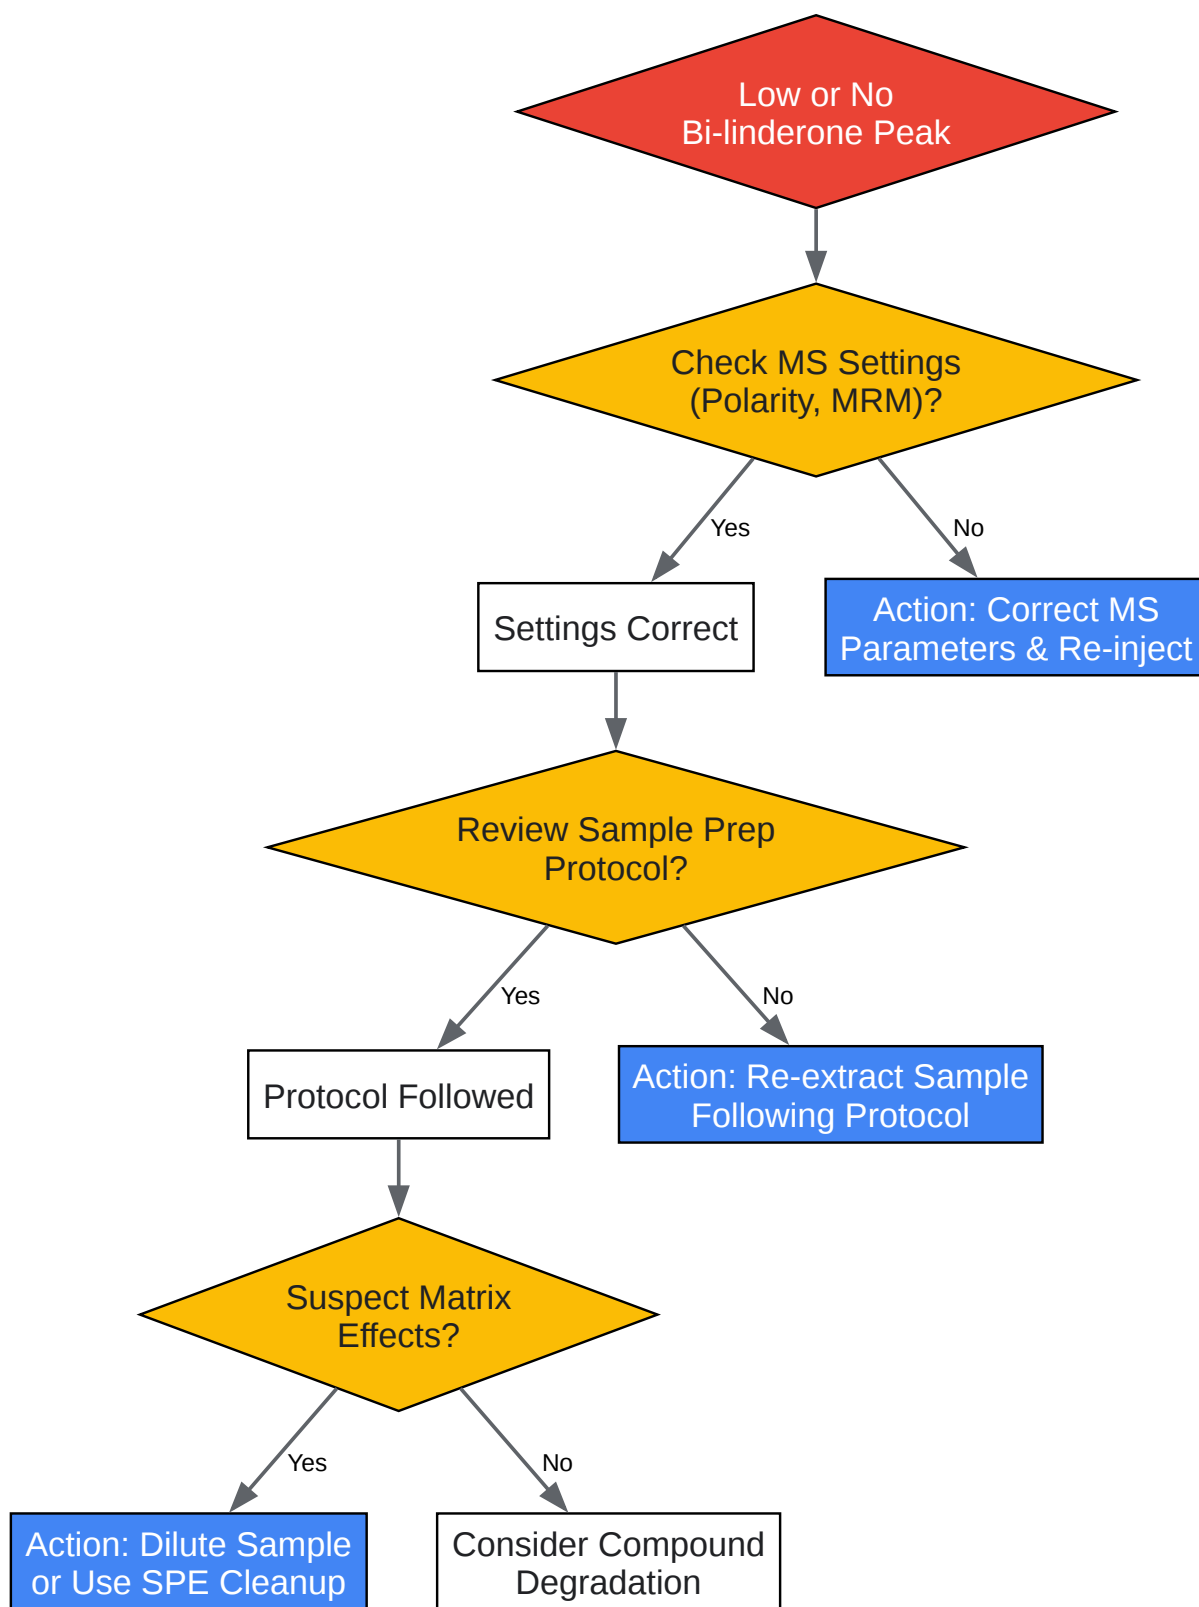 Low or No
Bi-linderone Peak
Check MS Settings
(Polarity, MRM)?
Yes
No
Settings Correct
Action: Correct MS
Parameters & Re-inject
Review Sample Prep
Protocol?
Yes
No
Protocol Followed
Action: Re-extract Sample
Following Protocol
Suspect Matrix
Effects?
Yes
No
Action: Dilute Sample
or Use SPE Cleanup
Consider Compound
Degradation